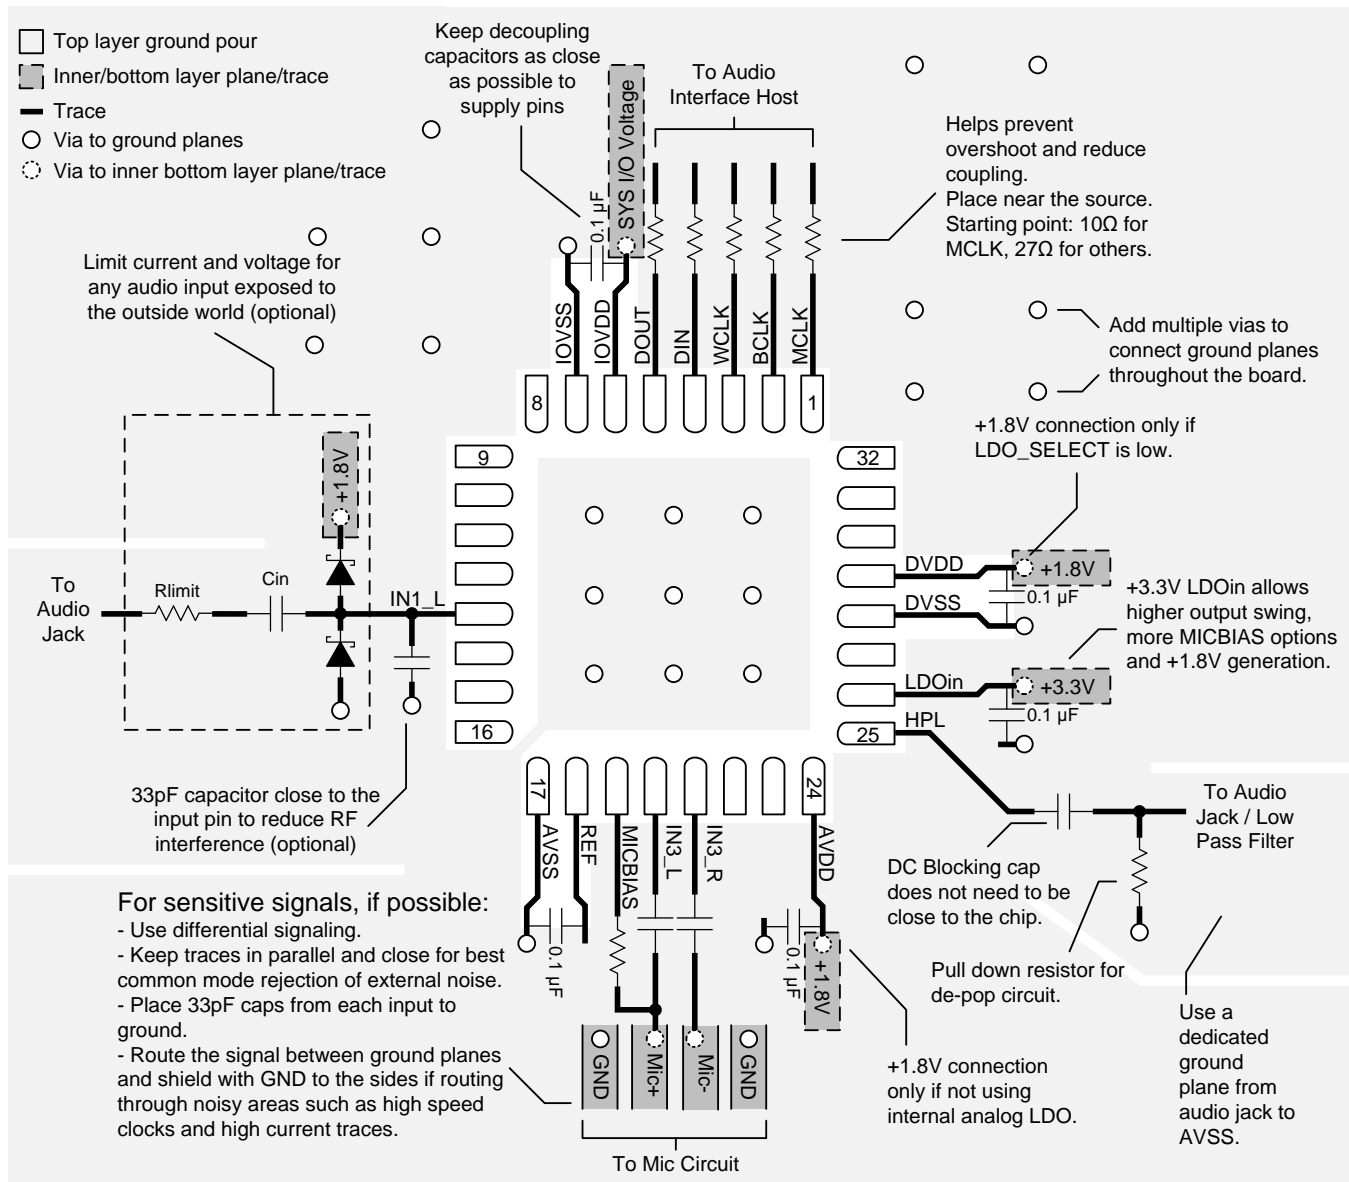 Top layer ground pour
Inner/bottom layer plane/trace
Trace
Via to ground planes
Via to inner bottom layer plane/trace
Keep decoupling
capacitors as close
as possible to
supply pins
SYS I/O Voltage
0.1 µF
To Audio
Interface Host
Helps prevent
overshoot and reduce
coupling.
Place near the source.
Starting point: 10Ω for
MCLK, 27Ω for others.
Limit current and voltage for
any audio input exposed to
the outside world (optional)
Add multiple vias to
connect ground planes
throughout the board.
IOVSS
IOVDD
DOUT
DIN
WCLK
BCLK
MCLK
8
1
9
32
16
25
17
24
+1.8V connection only if
LDO_SELECT is low.
+1.8V
To
Audio
Jack
Rlimit
Cin
IN1_L
DVDD
DVSS
+1.8V
0.1 µF
LDOin
+3.3V
0.1 µF
HPL
+3.3V LDOin allows
higher output swing,
more MICBIAS options
and +1.8V generation.
33pF capacitor close to the
input pin to reduce RF
interference (optional)
AVSS
REF
MICBIAS
IN3_L
IN3_R
AVDD
0.1 µF
0.1 µF
+1.8V
To Audio
Jack / Low
Pass Filter
DC Blocking cap
does not need to be
close to the chip.
Pull down resistor for
de-pop circuit.
Use a
dedicated
ground
plane from
audio jack to
AVSS.
+1.8V connection
only if not using
internal analog LDO.
For sensitive signals, if possible:
- Use differential signaling.
- Keep traces in parallel and close for best
common mode rejection of external noise.
- Place 33pF caps from each input to
ground.
- Route the signal between ground planes
and shield with GND to the sides if routing
through noisy areas such as high speed
clocks and high current traces.
GND
Mic+
Mic-
GND
To Mic Circuit